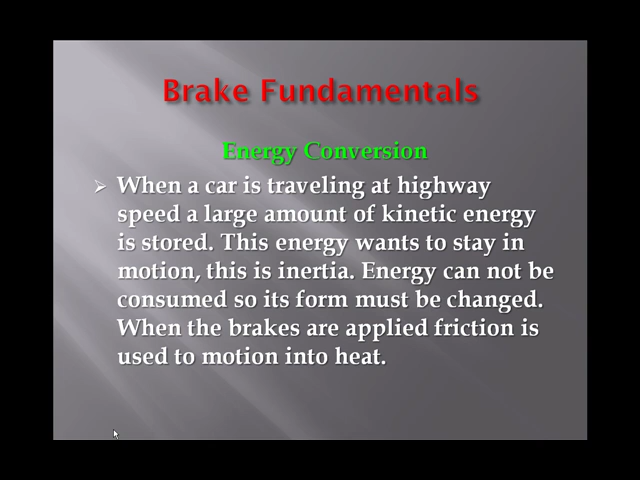 Brake Fundamentals
Energy Conversion
When a car is traveling at highway
speed a large amount of kinetic energy
is stored. This energy wants to stay in
motion, this is inertia. Energy can not be
consumed so its form must be changed.
When the brakes are applied friction is
used to motion into heat.